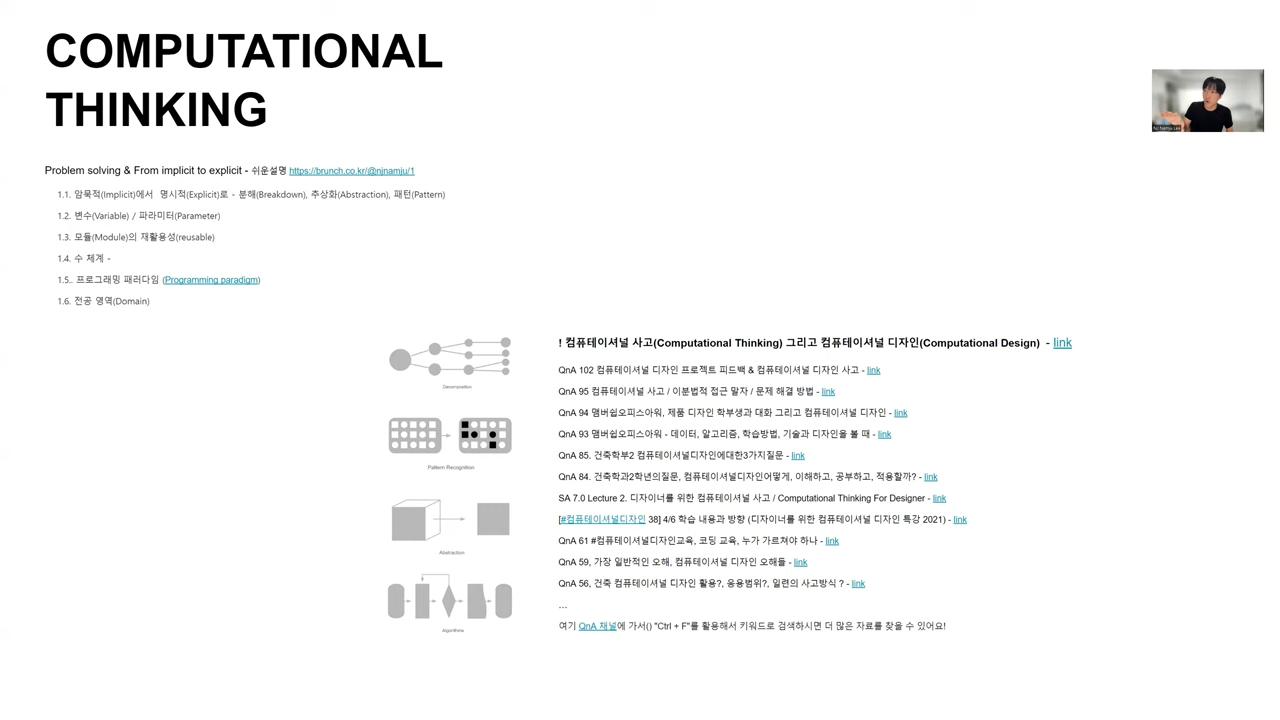 COMPUTATIONAL
THINKING
Problem solving & From implicit to explicit - 쉬운설명 https://brunch.co.kr/@njnamju/1
1.1. 암묵적(Implicit)에서 명시적(Explicit)로 - 분해(Breakdown), 추상화(Abstraction), 패턴(Pattern)
1.2. 변수(Variable) / 파라미터(Parameter)
1.3. 모듈(Module)의 재활용성(reusable)
1.4. 수 체계 -
1.5.. 프로그래밍 패러다임 (Programming paradigm)
1.6. 전공 영역(Domain)
Decomposition
Pattern Recognition
Abstraction
Algorithms
! 컴퓨테이셔널 사고(Computational Thinking) 그리고 컴퓨테이셔널 디자인(Computational Design) - link
QnA 102 컴퓨테이셔널 디자인 프로젝트 피드백 & 컴퓨테이셔널 디자인 사고 - link
QnA 95 컴퓨테이셔널 사고 / 이분법적 접근 말자 / 문제 해결 방법 - link
QnA 94 맴버쉽오피스아워, 제품 디자인 학부생과 대화 그리고 컴퓨테이셔널 디자인 - link
QnA 93 맴버쉽오피스아워 - 데이터, 알고리즘, 학습방법, 기술과 디자인을 볼 때 - link
QnA 85. 건축학부2 컴퓨테이셔널디자인에대한3가지질문 - link
QnA 84. 건축학과2학년의질문, 컴퓨테이셔널디자인어떻게, 이해하고, 공부하고, 적용할까? - link
SA 7.0 Lecture 2. 디자이너를 위한 컴퓨테이셔널 사고 / Computational Thinking For Designer - link
[#컴퓨테이셔널디자인 38] 4/6 학습 내용과 방향 (디자이너를 위한 컴퓨테이셔널 디자인 특강 2021) - link
QnA 61 #컴퓨테이셔널디자인교육, 코딩 교육, 누가 가르쳐야 하나 - link
QnA 59, 가장 일반적인 오해, 컴퓨테이셔널 디자인 오해들 - link
QnA 56, 건축 컴퓨테이셔널 디자인 활용?, 응용범위?, 일련의 사고방식 ? - link
...
여기 QnA 채널에 가서() "Ctrl + F"를 활용해서 키워드로 검색하시면 더 많은 자료를 찾을 수 있어요!